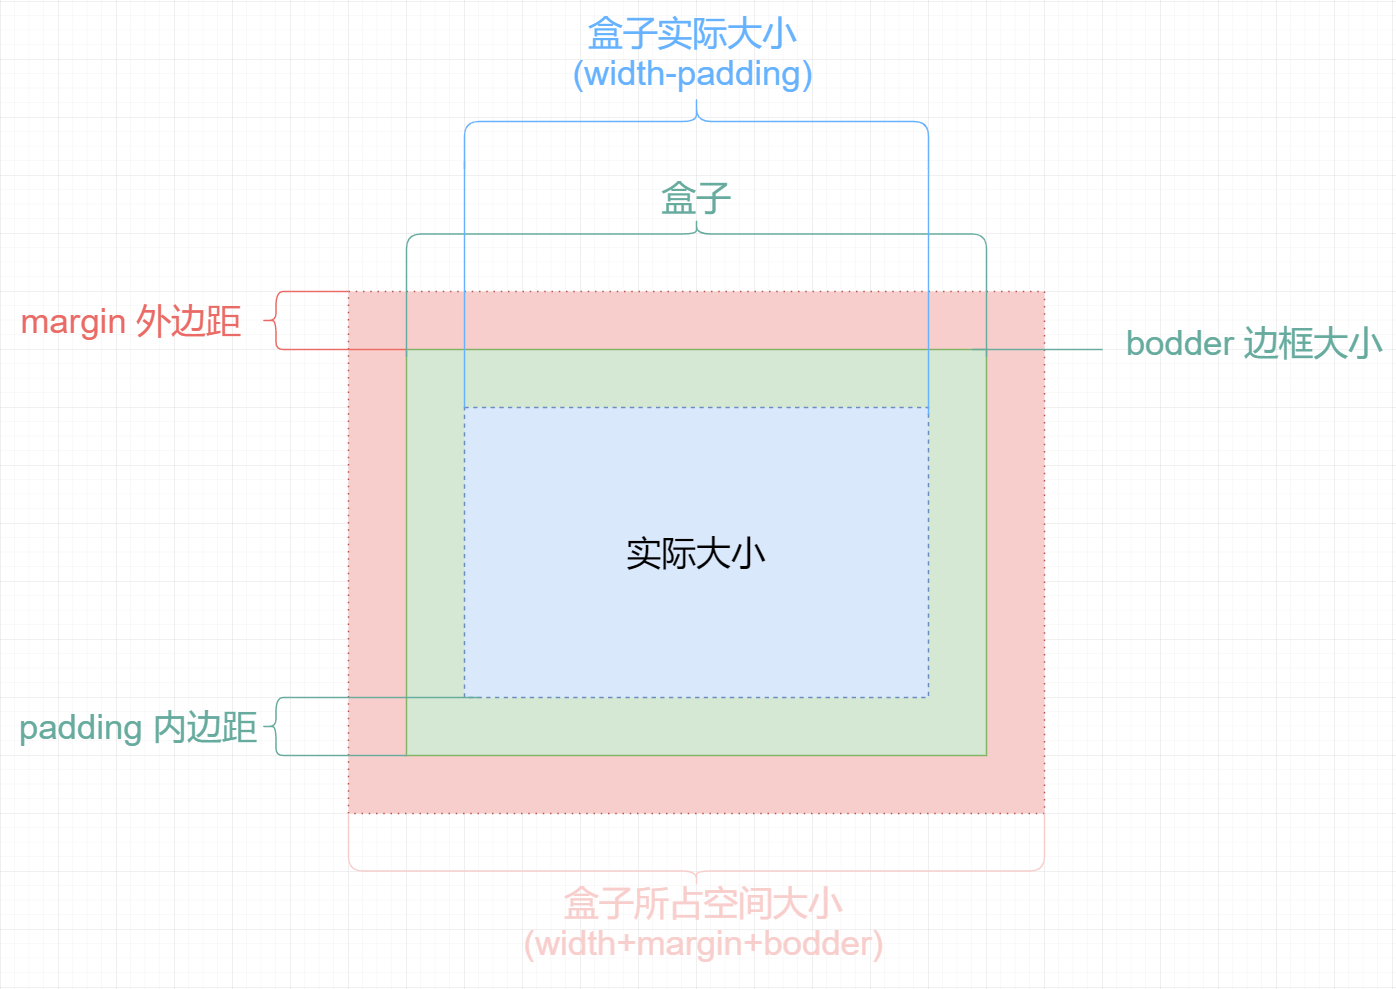 盒子实际大小
(width-padding)
盒子
margin 外边距
bodder 边框大小
实际大小
padding 内边距
盒子所占空间大小
(width+margin+bodder)